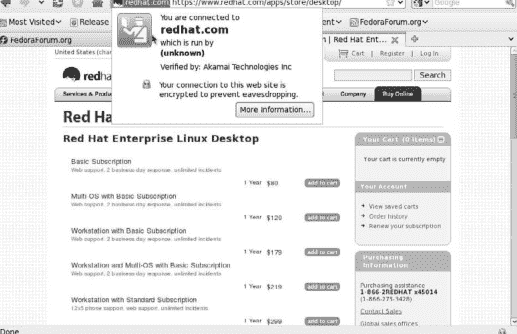 redhat.com https://www.redhat.com/apps/store/desktop/
Google
Most Visited
Release
FedoraForum.org
FedoraForum.org
Red Hat Ent...
You are connected to
redhat.com
which is run by
(unknown)
Verified by: Akamai Technologies Inc
Your connection to this web site is
encrypted to prevent eavesdropping.
More Information...
United States
Cart | Register | Log In
Search
Company
Buy Online
Red Hat Enterprise Linux Desktop
Basic Subscription
Web support, 2 business day response, unlimited incidents
1 Year $80 add to cart
Multi OS with Basic Subscription
Web support, 2 business day response, unlimited incidents
1 Year $120 add to cart
Workstation with Basic Subscription
Web support, 2 business day response, unlimited incidents
1 Year $179 add to cart
Workstation and Multi-OS with Basic Subscription
Web support, 2 business day response, unlimited incidents
1 Year $219 add to cart
Workstation with Standard Subscription
12x5 phone support, web support, unlimited incidents
1 Year $299 add to cart
Your Cart (0 items)
Your cart is currently empty
Your Account
View saved carts
Order history
Renew your subscription
Purchasing
Information
Purchasing assistance
1-866-2REDHAT x45014
(1-866-273-3428)
Contact Sales
Global sales offices
Done